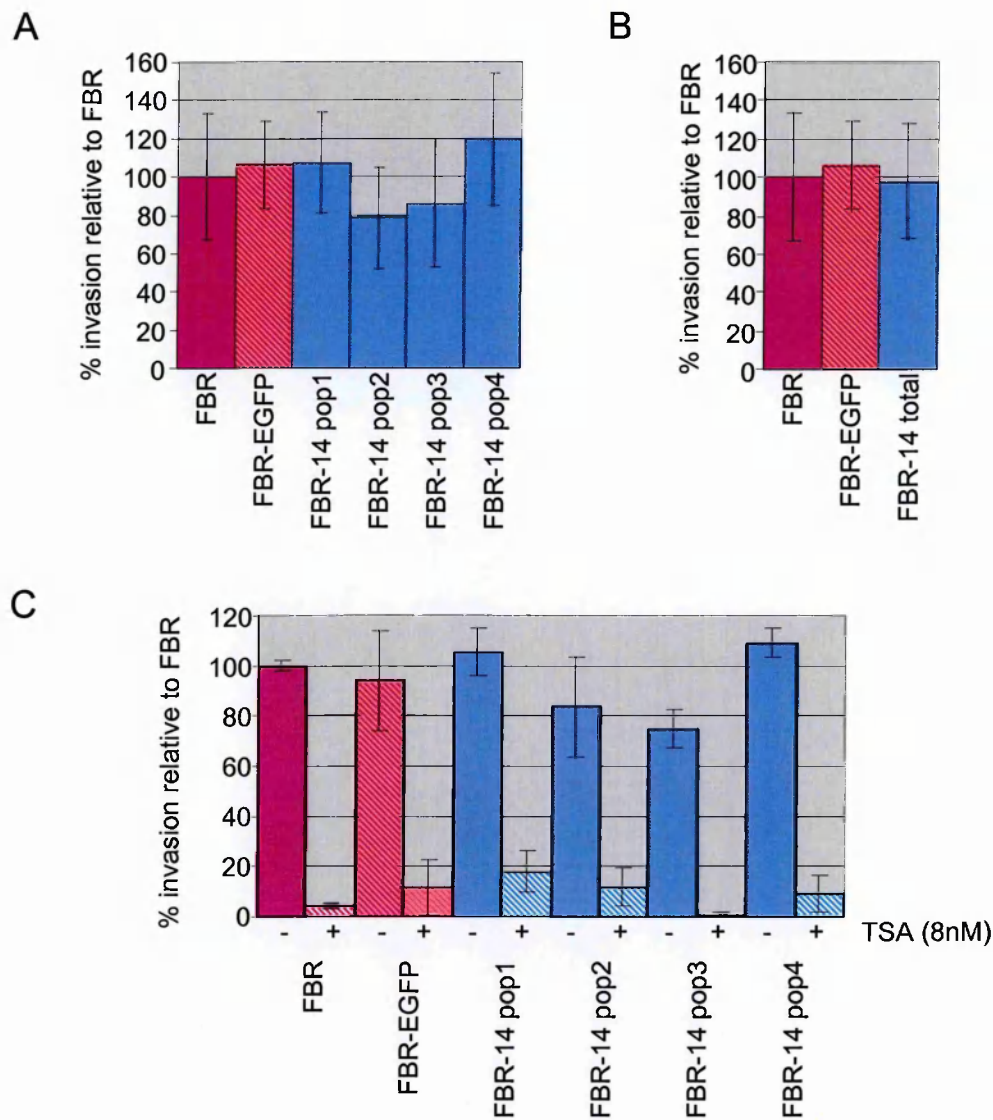 A
% invasion relative to FBR
160
140
120
100
80
60
40
20
0
FBR
FBR-EGFP
FBR-14 pop1
FBR-14 pop2
FBR-14 pop3
FBR-14 pop4
B
% invasion relative to FBR
160
140
120
100
80
60
40
20
0
FBR
FBR-EGFP
FBR-14 total
C
% invasion relative to FBR
120
100
80
60
40
20
0
- + - + - + - + - + - + TSA (8nM)
FBR
FBR-EGFP
FBR-14 pop1
FBR-14 pop2
FBR-14 pop3
FBR-14 pop4